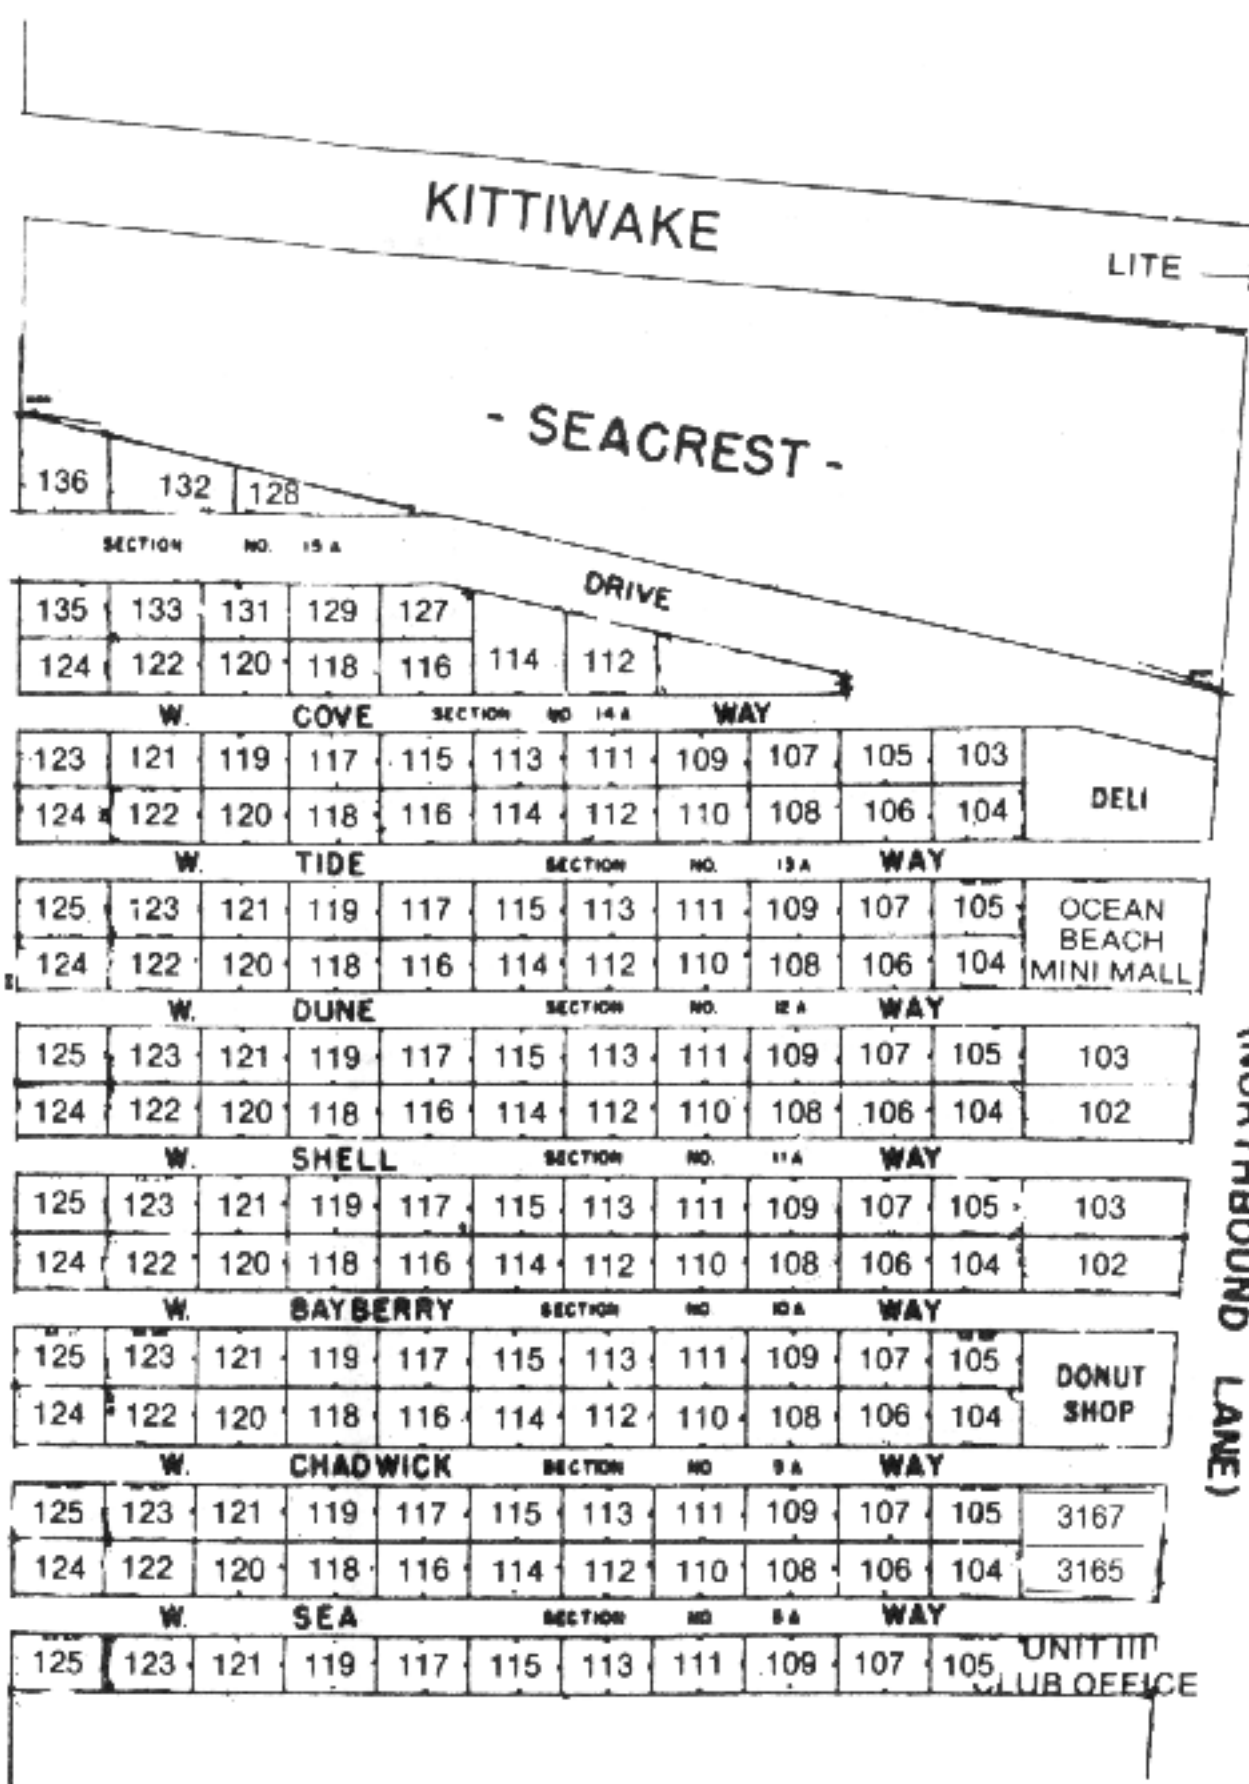 KITTIWAKE
LITE
- SEACREST -
136 132 128
SECTION NO. 15 A
DRIVE
135 133 131 129 127
124 122 120 118 116 114 112
W. COVE SECTION NO 14 A WAY
123 121 119 117 115 113 111 109 107 105 103
DELI
124 122 120 118 116 114 112 110 108 106 104
W. TIDE SECTION NO. 13 A WAY
125 123 121 119 117 115 113 111 109 107 105
OCEAN
BEACH
MINI MALL
124 122 120 118 116 114 112 110 108 106 104
W. DUNE SECTION NO. 12 A WAY
125 123 121 119 117 115 113 111 109 107 105 103
124 122 120 118 116 114 112 110 108 106 104 102
W. SHELL SECTION NO. 11 A WAY
125 123 121 119 117 115 113 111 109 107 105 103
124 122 120 118 116 114 112 110 108 106 104 102
W. BAYBERRY SECTION NO 10 A WAY
125 123 121 119 117 115 113 111 109 107 105
DONUT
SHOP
124 122 120 118 116 114 112 110 108 106 104
W. CHADWICK SECTION NO 9 A WAY
125 123 121 119 117 115 113 111 109 107 105 3167
124 122 120 118 116 114 112 110 108 106 104 3165
W. SEA SECTION NO 8 A WAY
125 123 121 119 117 115 113 111 109 107 105
UNIT III
CLUB OFFICE
(NORTHBOUND LANE)